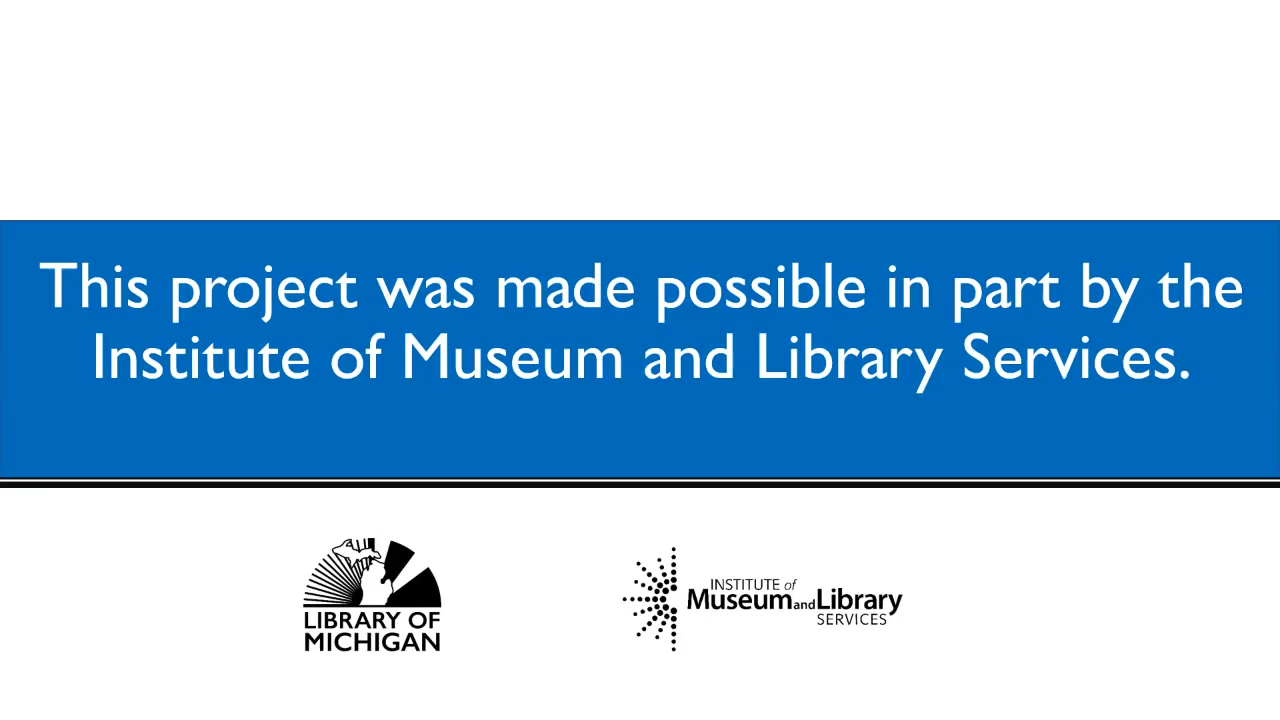 This project was made possible in part by the
Institute of Museum and Library Services.
LIBRARY OF
MICHIGAN
INSTITUTE of
Museum and Library
SERVICES